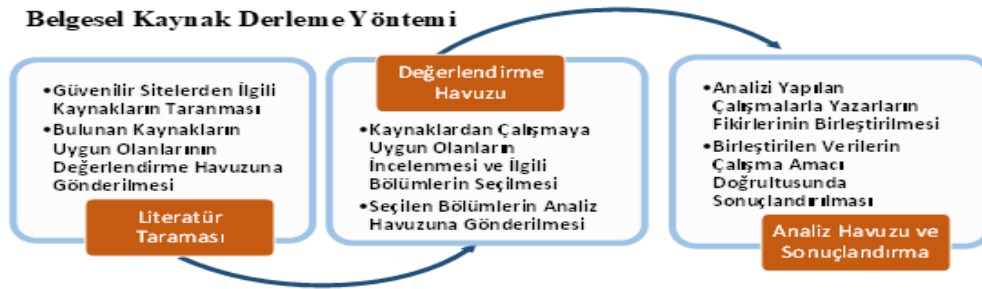 Belgesel Kaynak Derleme Yöntemi
•Güvenilir Sitelerden İlgili
Kaynakların Taranması
•Bulunan Kaynakların
Uygun Olanlarının
Değerlendirme Havuzuna
Gönderilmesi
Literatür
Taraması
Değerlendirme
Havuzu
•Kaynaklardan Çalışmaya
Uygun Olanların
İncelenmesi ve İlgili
Bölümlerin Seçilmesi
•Seçilen Bölümlerin Analiz
Havuzuna Gönderilmesi
•Analizi Yapılan
Çalışmalarla Yazarların
Fikirlerinin Birleştirilmesi
•Birleştirilen Verilerin
Çalışma Amacı
Doğrultusunda
Sonuçlandırılması
Analiz Havuzu ve
Sonuçlandırma